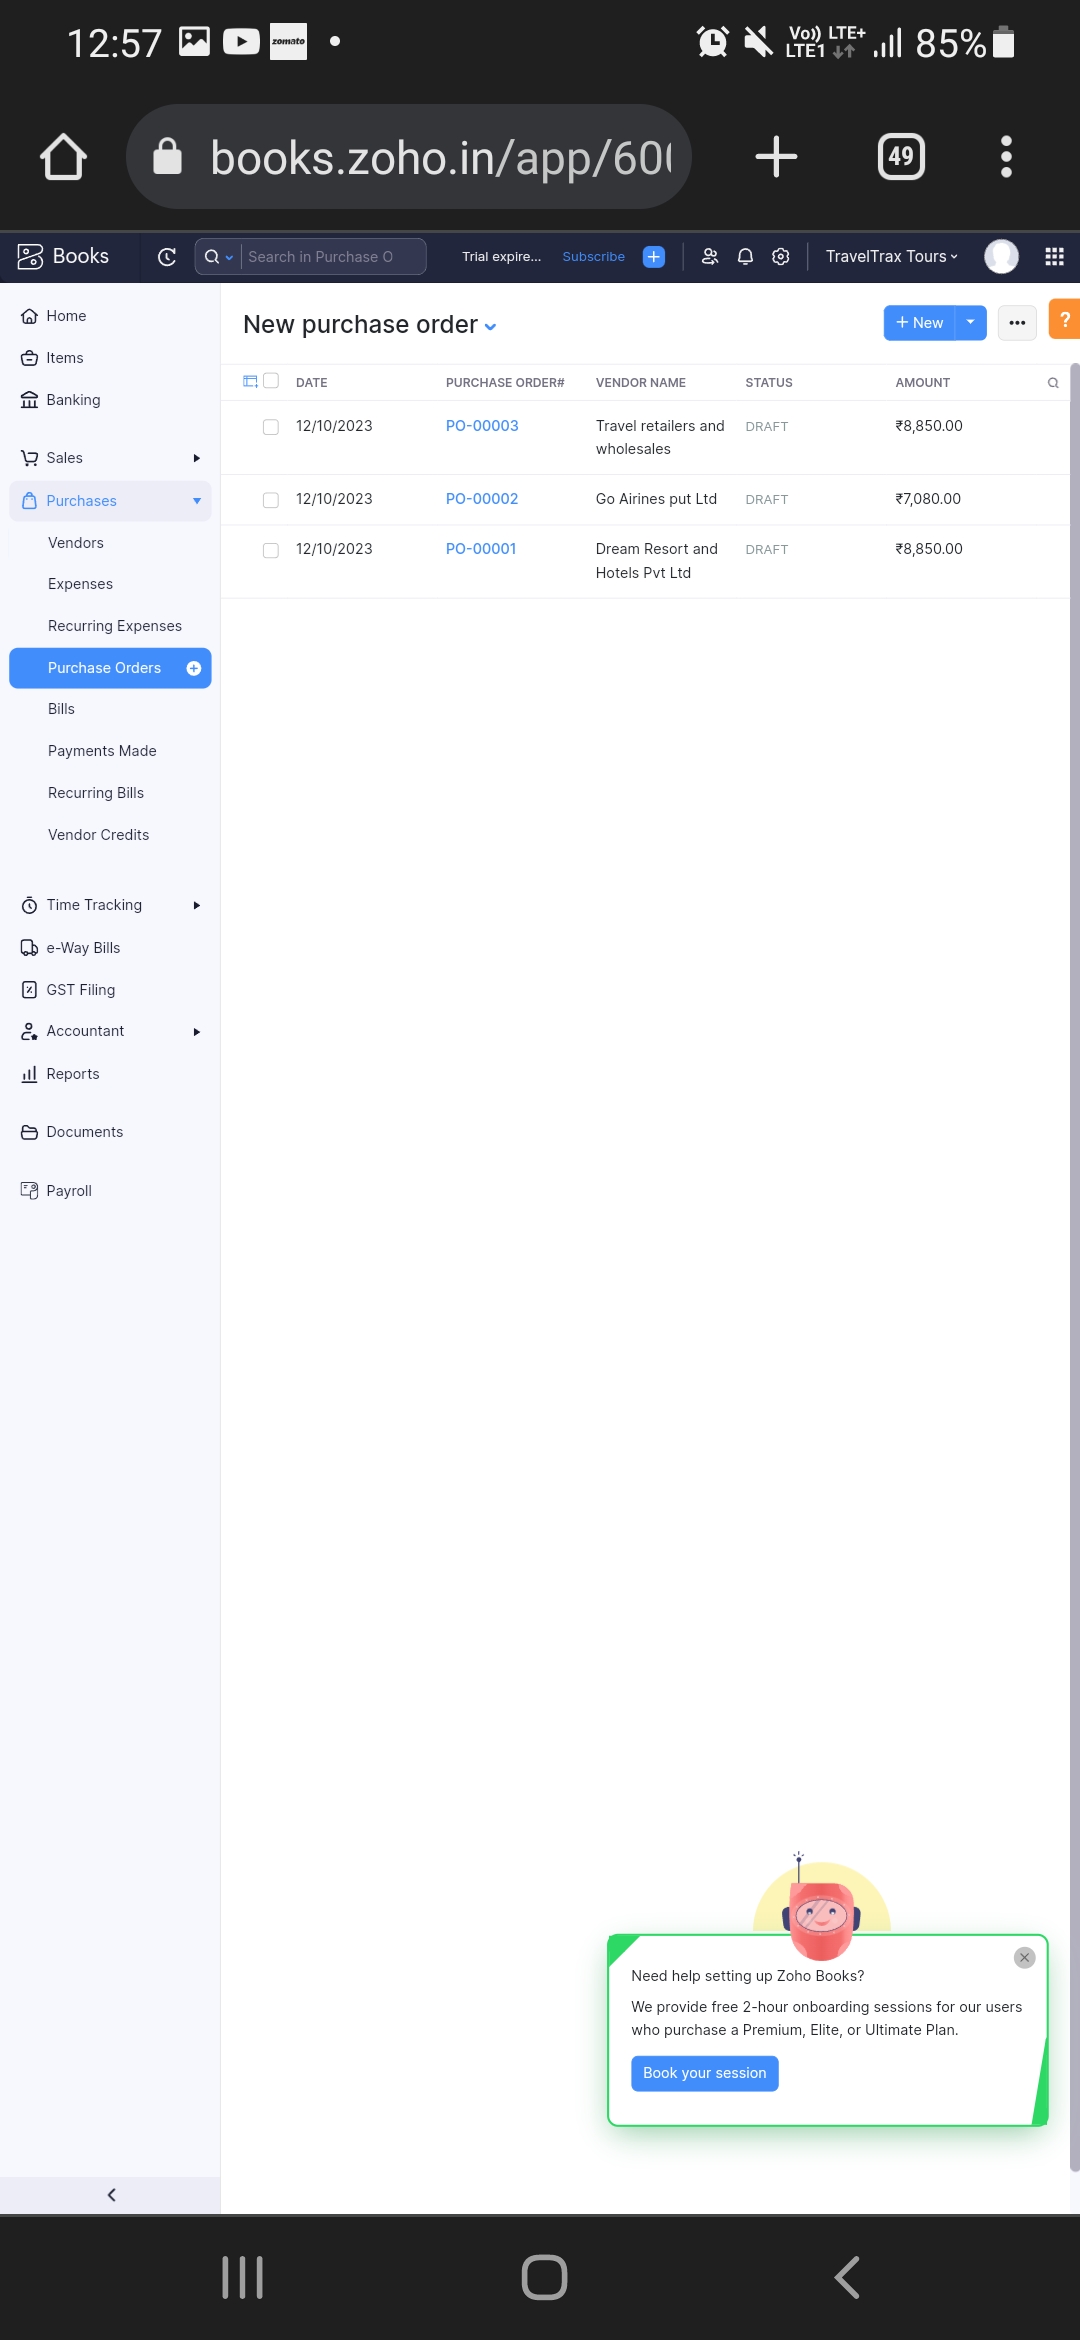 12:57 zomato Vo)) LTE1 LTE+ 85%
books.zoho.in/app/60
49
Books Search in Purchase O Trial expire... Subscribe TravelTrax Tours
Home
Items
Banking
Sales
Purchases
Vendors
Expenses
Recurring Expenses
Purchase Orders
Bills
Payments Made
Recurring Bills
Vendor Credits
Time Tracking
e-Way Bills
GST Filing
Accountant
Reports
Documents
Payroll
New purchase order
+ New
?
DATE PURCHASE ORDER# VENDOR NAME STATUS AMOUNT
12/10/2023 PO-00003 Travel retailers and DRAFT ₹8,850.00
wholesales
12/10/2023 PO-00002 Go Airines put Ltd DRAFT ₹7,080.00
12/10/2023 PO-00001 Dream Resort and DRAFT ₹8,850.00
Hotels Pvt Ltd
Need help setting up Zoho Books?
We provide free 2-hour onboarding sessions for our users
who purchase a Premium, Elite, or Ultimate Plan.
Book your session